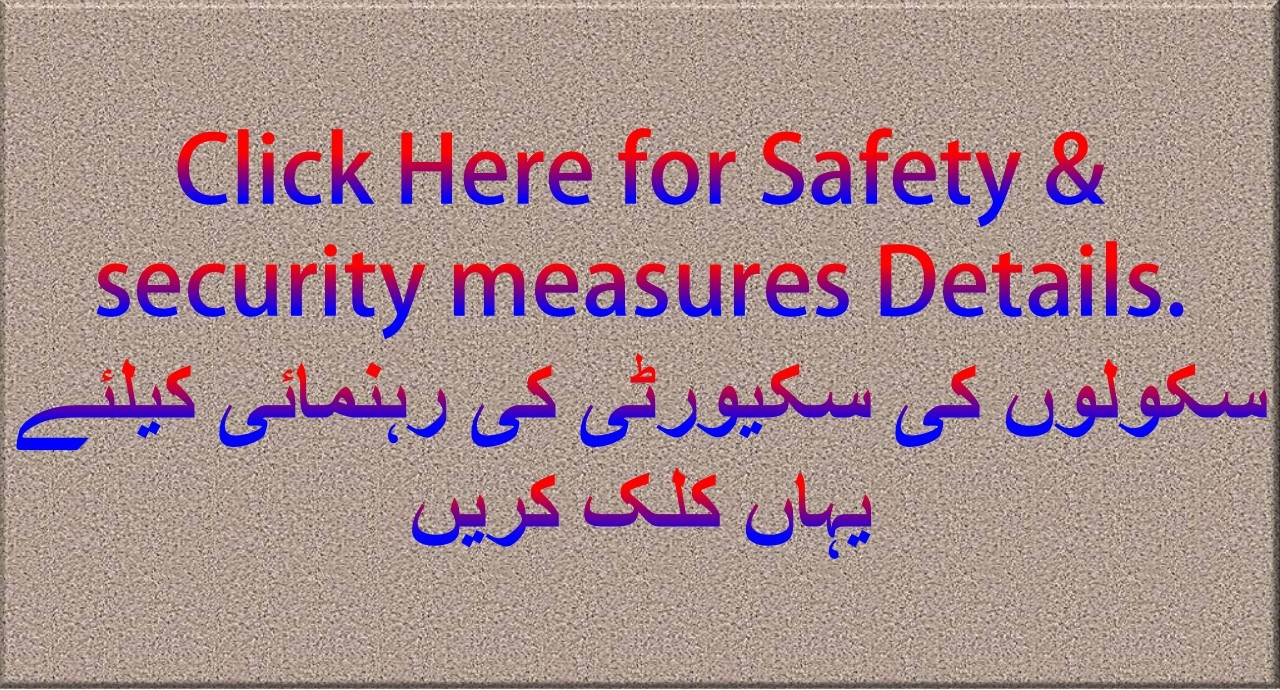 Click Here for Safety &
security measures Details.
سکولوں کی سکیورٹی کی رہنمائی کیلئے
یہاں کلک کریں